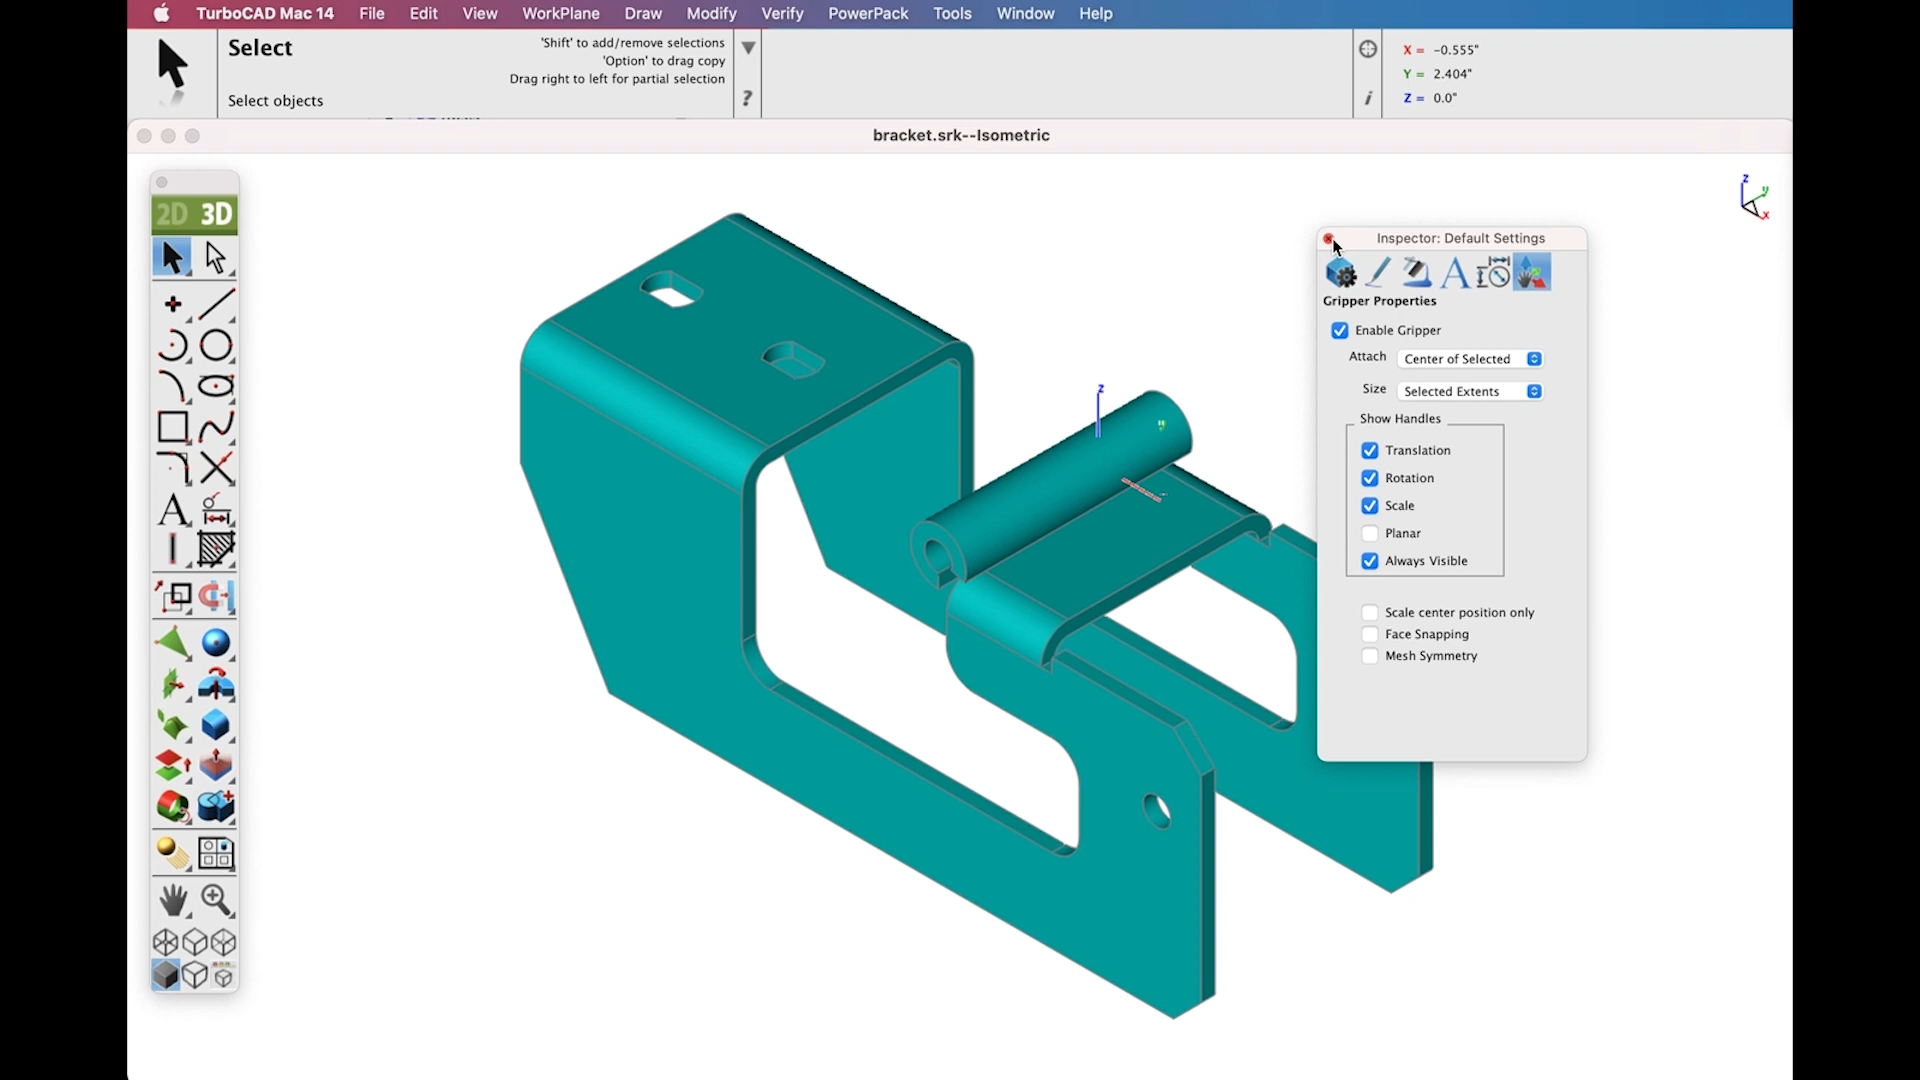 TurboCAD Mac 14 File Edit View WorkPlane Draw Modify Verify PowerPack Tools Window Help
Select
'Shift' to add/remove selections
'Option' to drag copy
Drag right to left for partial selection
Select objects
?
i
X = -0.555"
Y = 2.404"
Z = 0.0"
bracket.srk--Isometric
2D 3D
A
z
y
x
z
y
Inspector: Default Settings
A
Gripper Properties
Enable Gripper
Attach Center of Selected
Size Selected Extents
Show Handles
Translation
Rotation
Scale
Planar
Always Visible
Scale center position only
Face Snapping
Mesh Symmetry